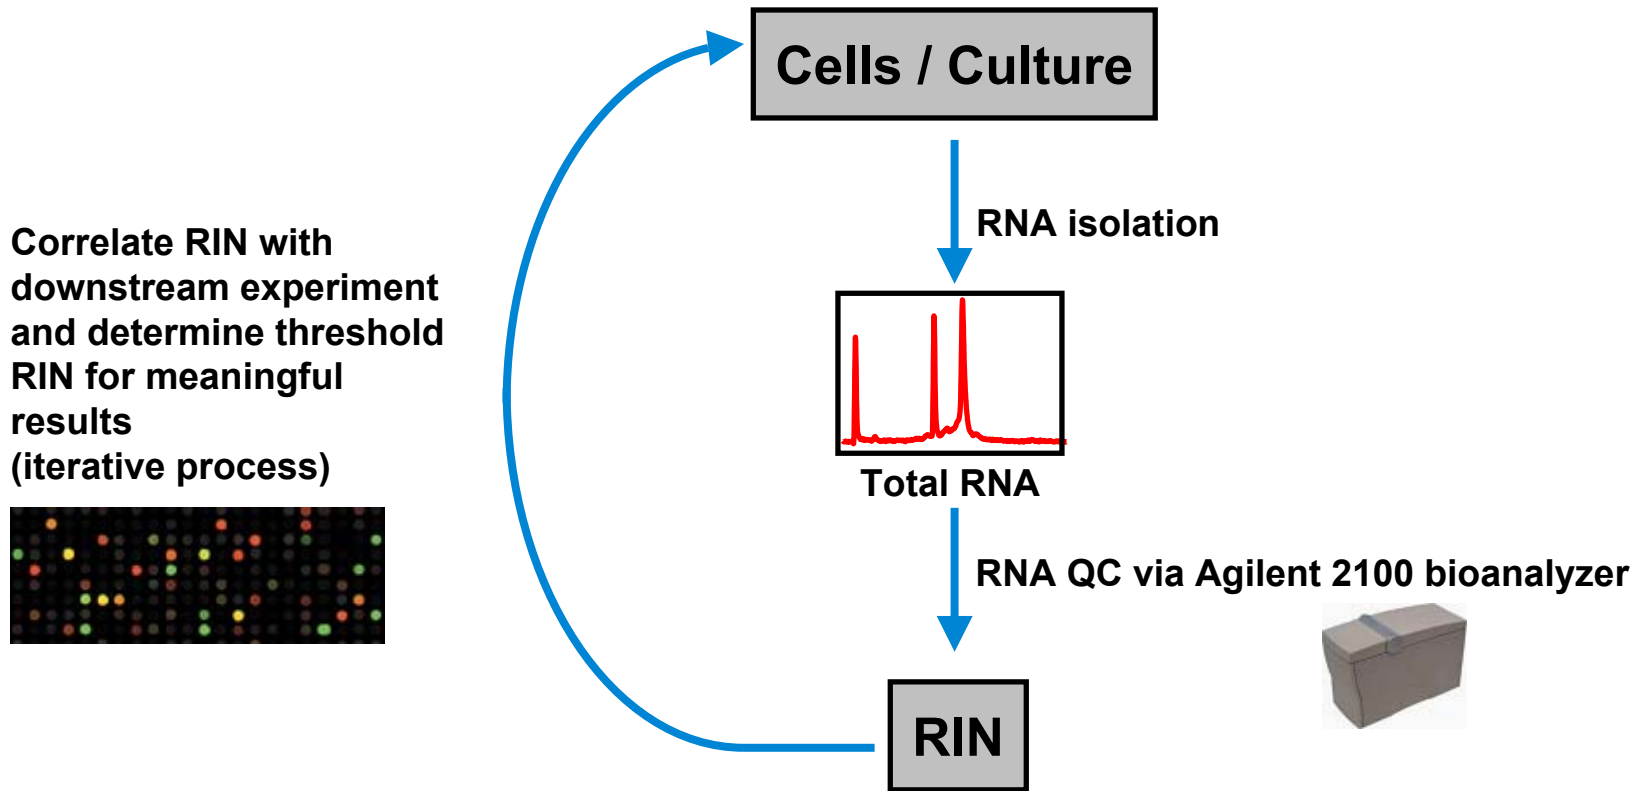 Cells / Culture
RNA isolation
Correlate RIN with
downstream experiment
and determine threshold
RIN for meaningful
results
(iterative process)
Total RNA
RNA QC via Agilent 2100 bioanalyzer
RIN